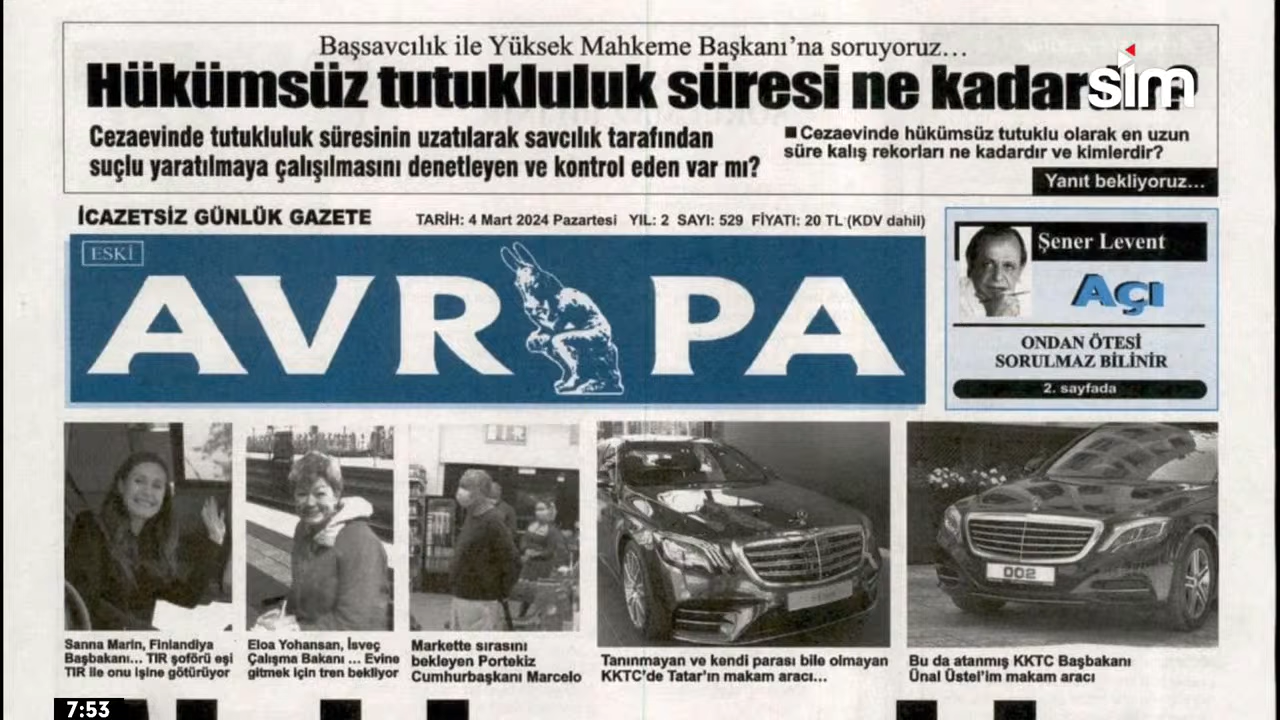 Başsavcılık ile Yüksek Mahkeme Başkanı'na soruyoruz...
Hükümsüz tutukluluk süresi ne
sim
Cezaevinde tutukluluk süresinin uzatılarak savcılık tarafından
suçlu yaratılmaya çalışılmasını denetleyen ve kontrol eden var mı?
■ Cezaevinde hükümsüz tutuklu olarak en uzun
süre kalış rekorları ne kadardır ve kimlerdir?
Yanıt bekliyoruz...
İCAZETSİZ GÜNLÜK GAZETE
TARİH: 4 Mart 2024 Pazartesi YIL: 2 SAYI: 529 FİYATI: 20 TL (KDV dahil)
ESKİ
AVR PA
Şener Levent
Açı
ONDAN ÖTESİ
SORULMAZ BİLİNİR
2. sayfada
002
Sanna Marin, Finlandiya
Başbakanı... TIR şoförü eşi
TIR ile onu işine götürüyor
Eloa Yohansan, İsveç
Çalışma Bakanı ... Evine
gitmek için tren bekliyor
Markette sırasını
bekleyen Portekiz
Cumhurbaşkanı Marcelo
Tanınmayan ve kendi parası bile olmayan
KKTC'de Tatar'ın makam aracı...
Bu da atanmış KKTC Başbakanı
Ünal Üstel'im makam aracı
7:53